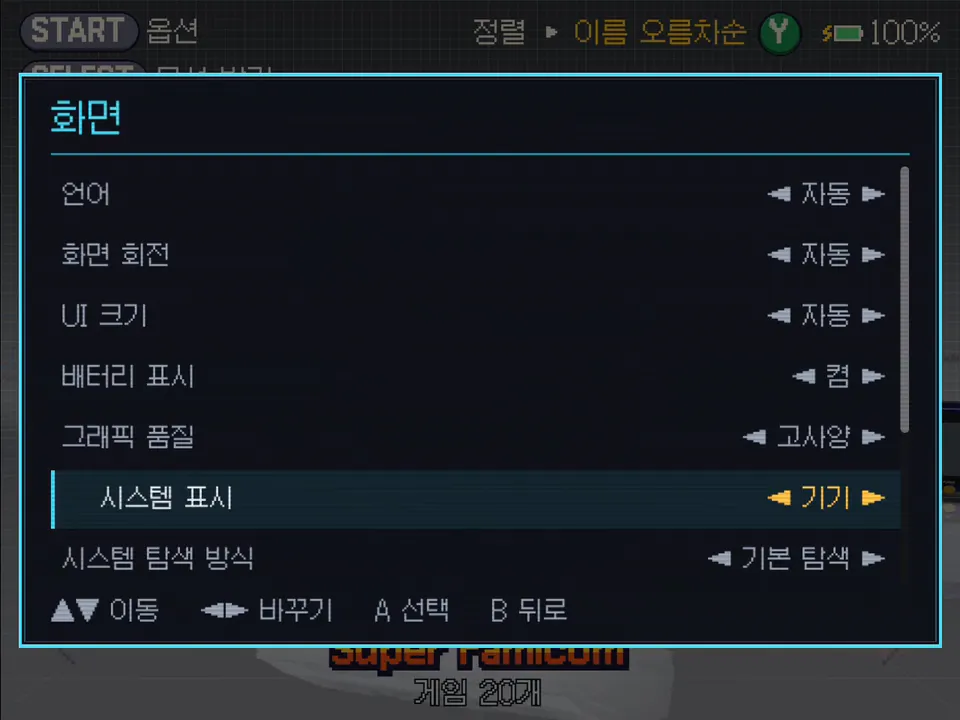 START 옵션 정렬 ▶ 이름 오름차순 Y 100%
화면
언어 ◀ 자동 ▶
화면 회전 ◀ 자동 ▶
UI 크기 ◀ 자동 ▶
배터리 표시 ◀ 켬 ▶
그래픽 품질 ◀ 고사양 ▶
시스템 표시 ◀ 기기 ▶
시스템 탐색 방식 ◀ 기본 탐색 ▶
▲▼ 이동 ◀▶ 바꾸기 A 선택 B 뒤로
Super Famicom
게임 20개